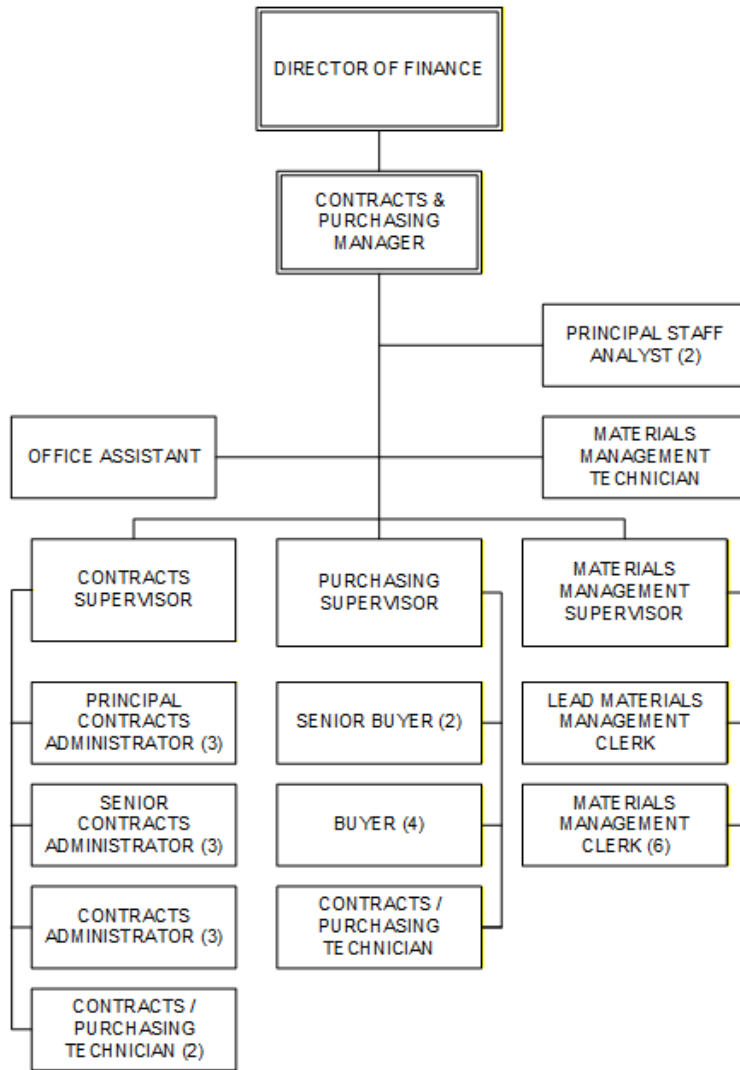 DIRECTOR OF FINANCE
CONTRACTS &
PURCHASING
MANAGER
PRINCIPAL STAFF
ANALYST (2)
OFFICE ASSISTANT
MATERIALS
MANAGEMENT
TECHNICIAN
CONTRACTS
SUPERVISOR
PURCHASING
SUPERVISOR
MATERIALS
MANAGEMENT
SUPERVISOR
PRINCIPAL
CONTRACTS
ADMINISTRATOR (3)
SENIOR BUYER (2)
LEAD MATERIALS
MANAGEMENT
CLERK
SENIOR
CONTRACTS
ADMINISTRATOR (3)
BUYER (4)
MATERIALS
MANAGEMENT
CLERK (6)
CONTRACTS
ADMINISTRATOR (3)
CONTRACTS /
PURCHASING
TECHNICIAN
CONTRACTS /
PURCHASING
TECHNICIAN (2)